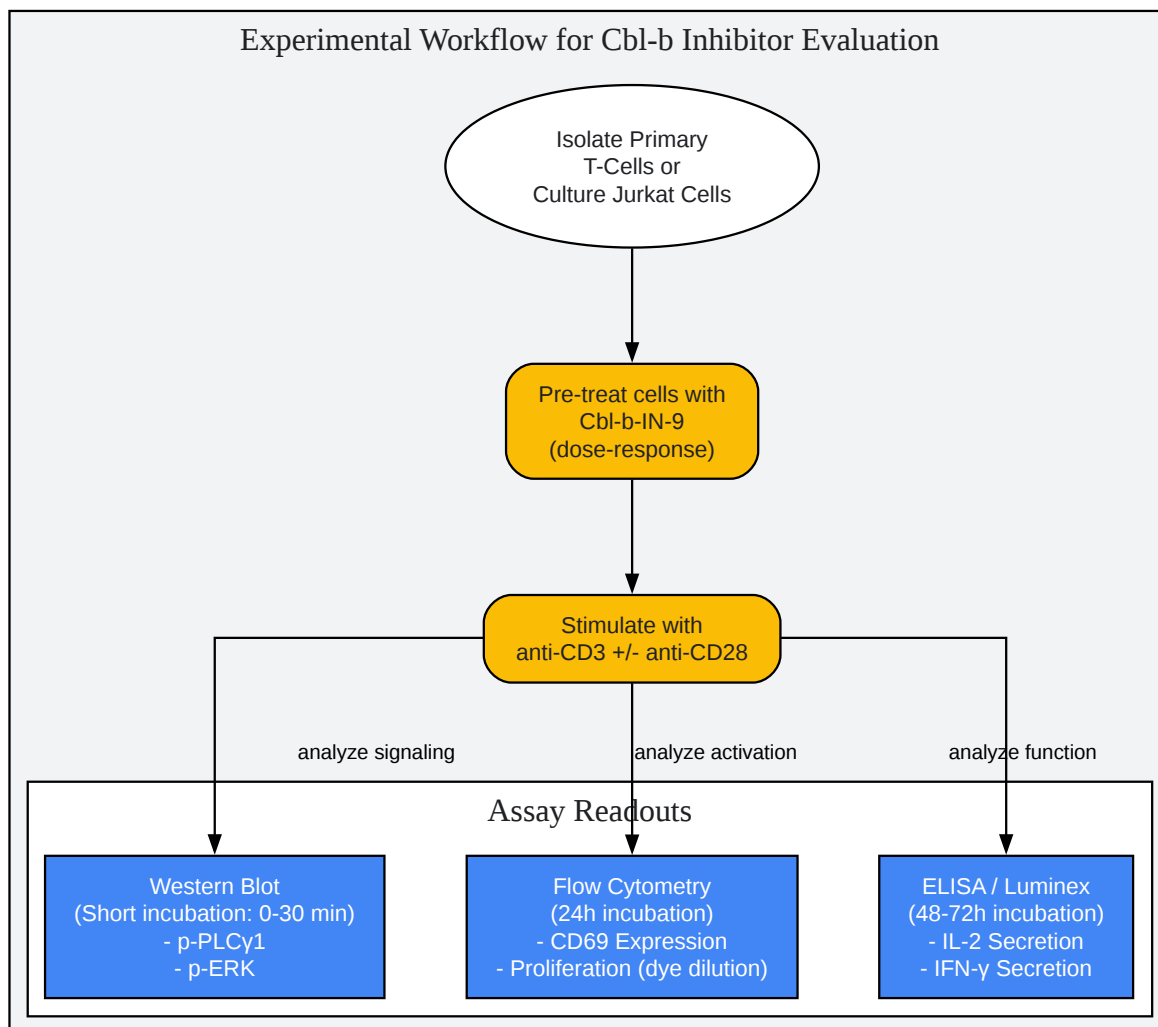 Experimental Workflow for Cbl-b Inhibitor Evaluation
Isolate Primary
T-Cells or
Culture Jurkat Cells
Pre-treat cells with
Cbl-b-IN-9
(dose-response)
Stimulate with
anti-CD3 +/- anti-CD28
analyze signaling
analyze activation
analyze function
Assay Readouts
Western Blot
(Short incubation: 0-30 min)
- p-PLCγ1
- p-ERK
Flow Cytometry
(24h incubation)
- CD69 Expression
- Proliferation (dye dilution)
ELISA / Luminex
(48-72h incubation)
- IL-2 Secretion
- IFN-γ Secretion